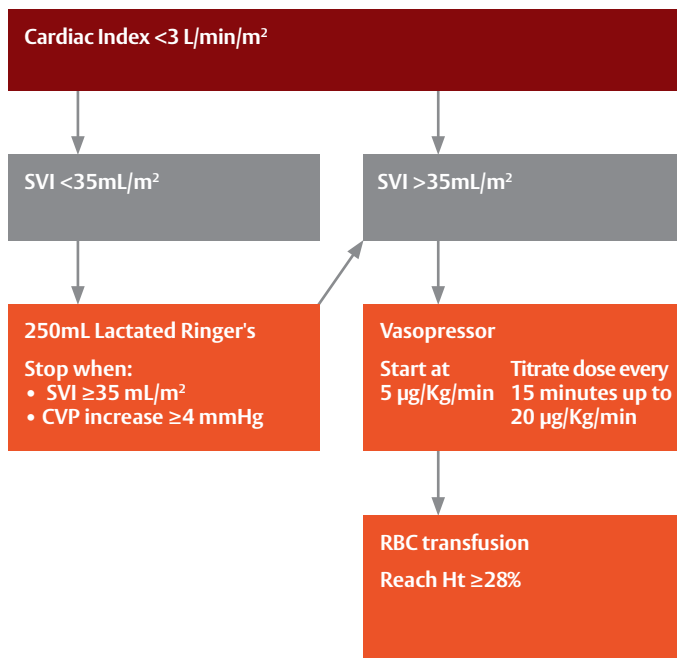 Cardiac Index <3 L/min/m²
SVI <35mL/m²
SVI >35mL/m²
250mL Lactated Ringer's
Stop when:
• SVI ≥35 mL/m²
• CVP increase ≥4 mmHg
Vasopressor
Start at
5 µg/Kg/min
Titrate dose every
15 minutes up to
20 µg/Kg/min
RBC transfusion
Reach Ht ≥28%